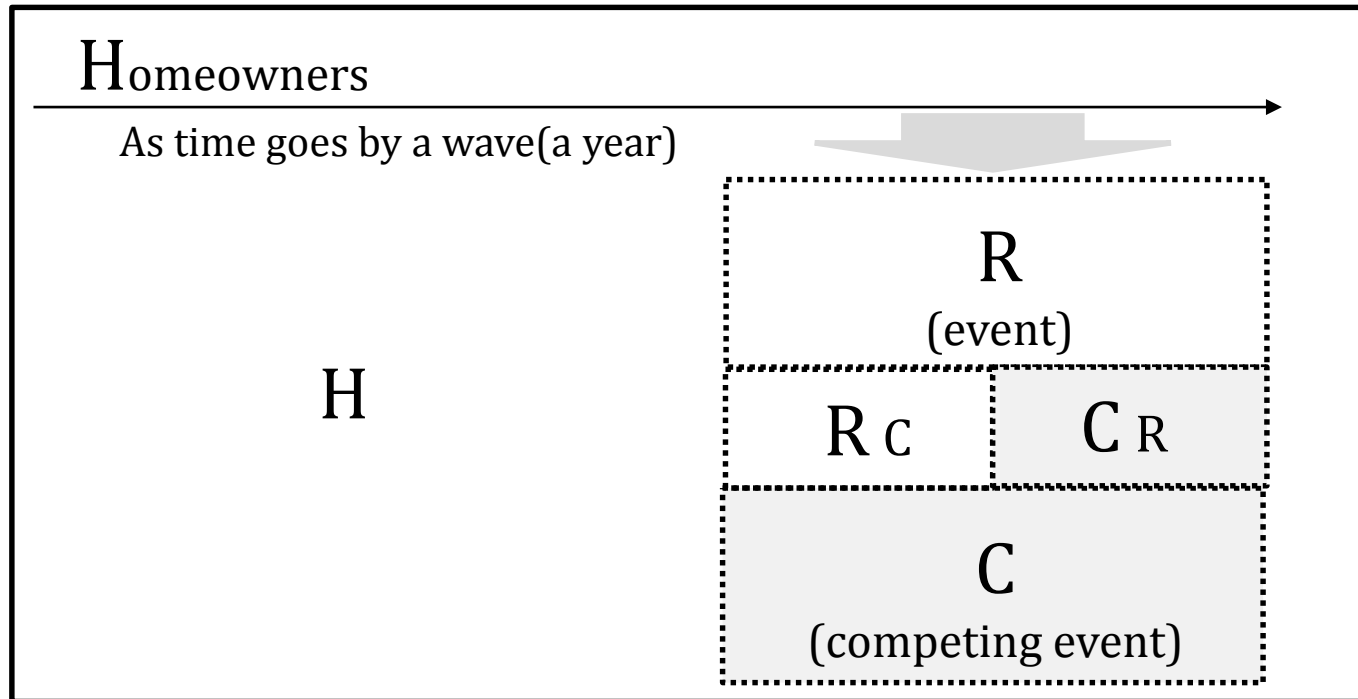 Homeowners
As time goes by a wave(a year)
R
(event)
H
R C
C R
C
(competing event)